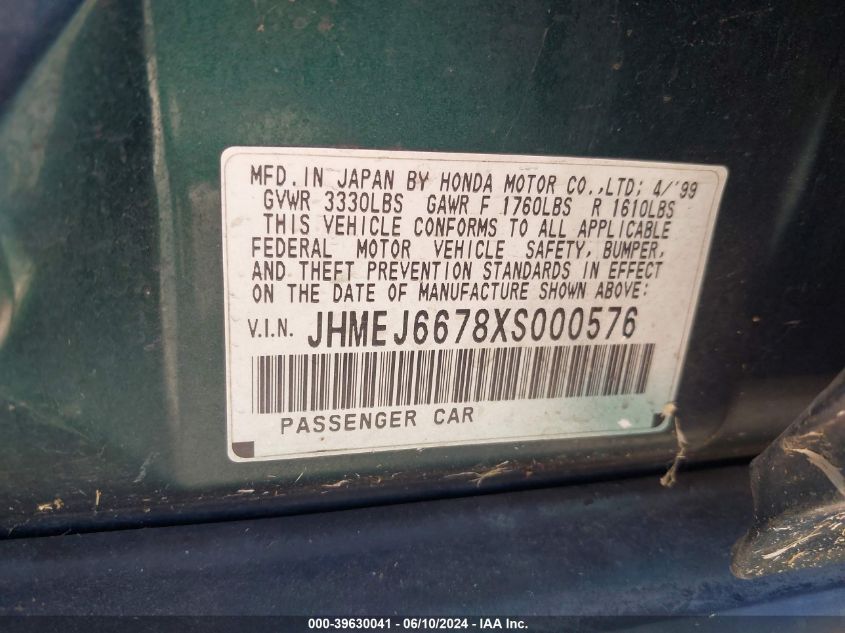 MFD. IN JAPAN BY HONDA MOTOR CO.,LTD; 4/'99
GVWR 3330LBS GAWR F 1760LBS R 1610LBS
THIS VEHICLE CONFORMS TO ALL APPLICABLE
FEDERAL MOTOR VEHICLE SAFETY, BUMPER,
AND THEFT PREVENTION STANDARDS IN EFFECT
ON THE DATE OF MANUFACTURE SHOWN ABOVE:
V.I.N. JHMEJ6678XS000576
PASSENGER CAR
000-39630041 - 06/10/2024 - IAAI.com